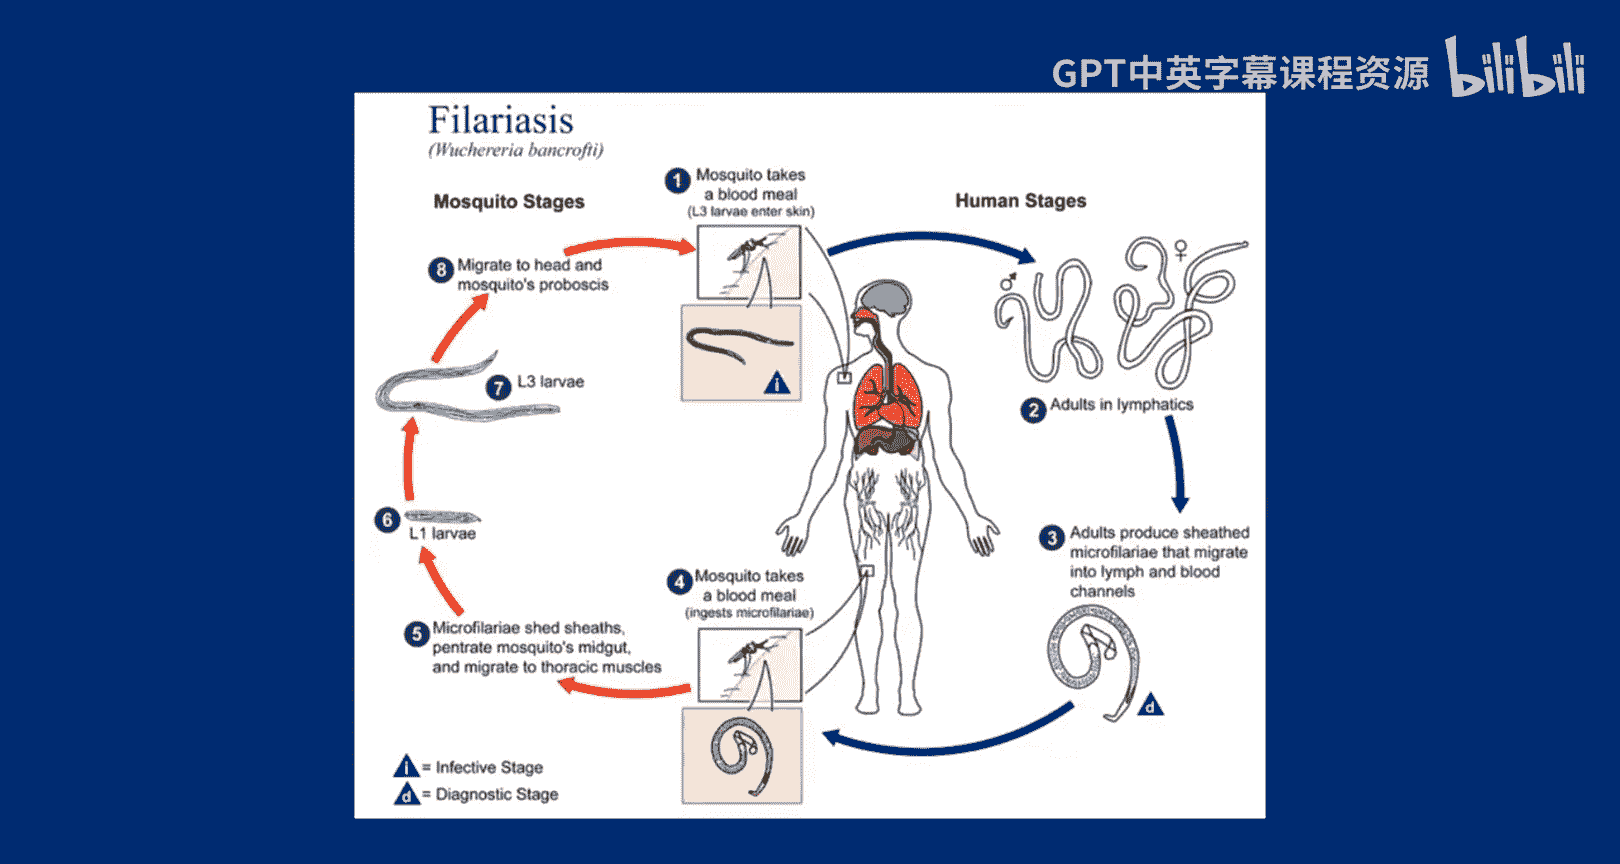 GPT中英字幕课程资源 bilibili
Filariasis
(Wuchereria bancrofti)
Mosquito Stages
Human Stages
1 Mosquito takes
a blood meal
(L3 larvae enter skin)
i
♂
♀
2 Adults in lymphatics
3 Adults produce sheathed
microfilariae that migrate
into lymph and blood
channels
d
4 Mosquito takes
a blood meal
(ingests microfilariae)
5 Microfilariae shed sheaths,
pentrate mosquito's midgut,
and migrate to thoracic muscles
6
L1 larvae
7 L3 larvae
8 Migrate to head and
mosquito's proboscis
i = Infective Stage
d = Diagnostic Stage